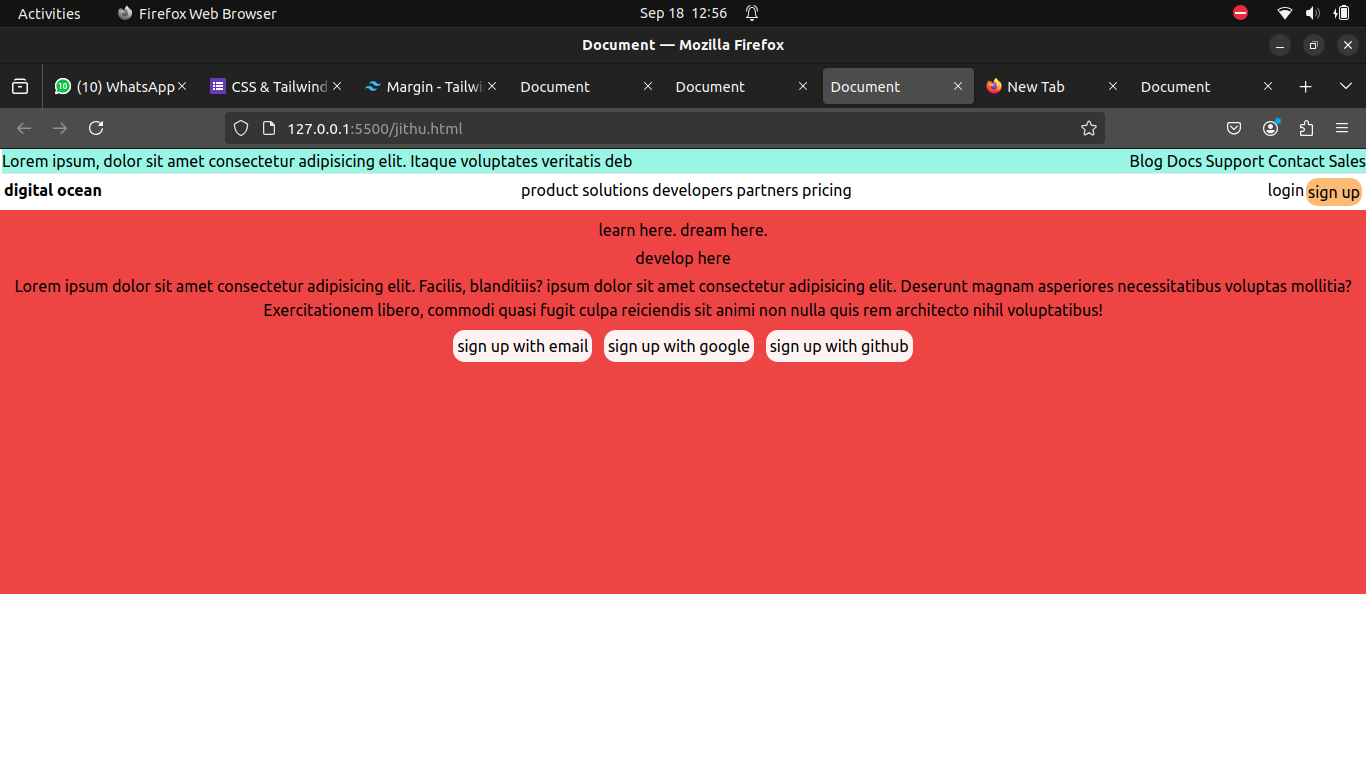 Activities Firefox Web Browser Sep 18 12:56
Document — Mozilla Firefox
10 (10) WhatsApp CSS & Tailwind Margin - Tailwi Document Document Document New Tab Document
127.0.0.1:5500/jithu.html
Lorem ipsum, dolor sit amet consectetur adipisicing elit. Itaque voluptates veritatis deb Blog Docs Support Contact Sales
digital ocean product solutions developers partners pricing login sign up
learn here. dream here.
develop here
Lorem ipsum dolor sit amet consectetur adipisicing elit. Facilis, blanditiis? ipsum dolor sit amet consectetur adipisicing elit. Deserunt magnam asperiores necessitatibus voluptas mollitia?
Exercitationem libero, commodi quasi fugit culpa reiciendis sit animi non nulla quis rem architecto nihil voluptatibus!
sign up with email sign up with google sign up with github